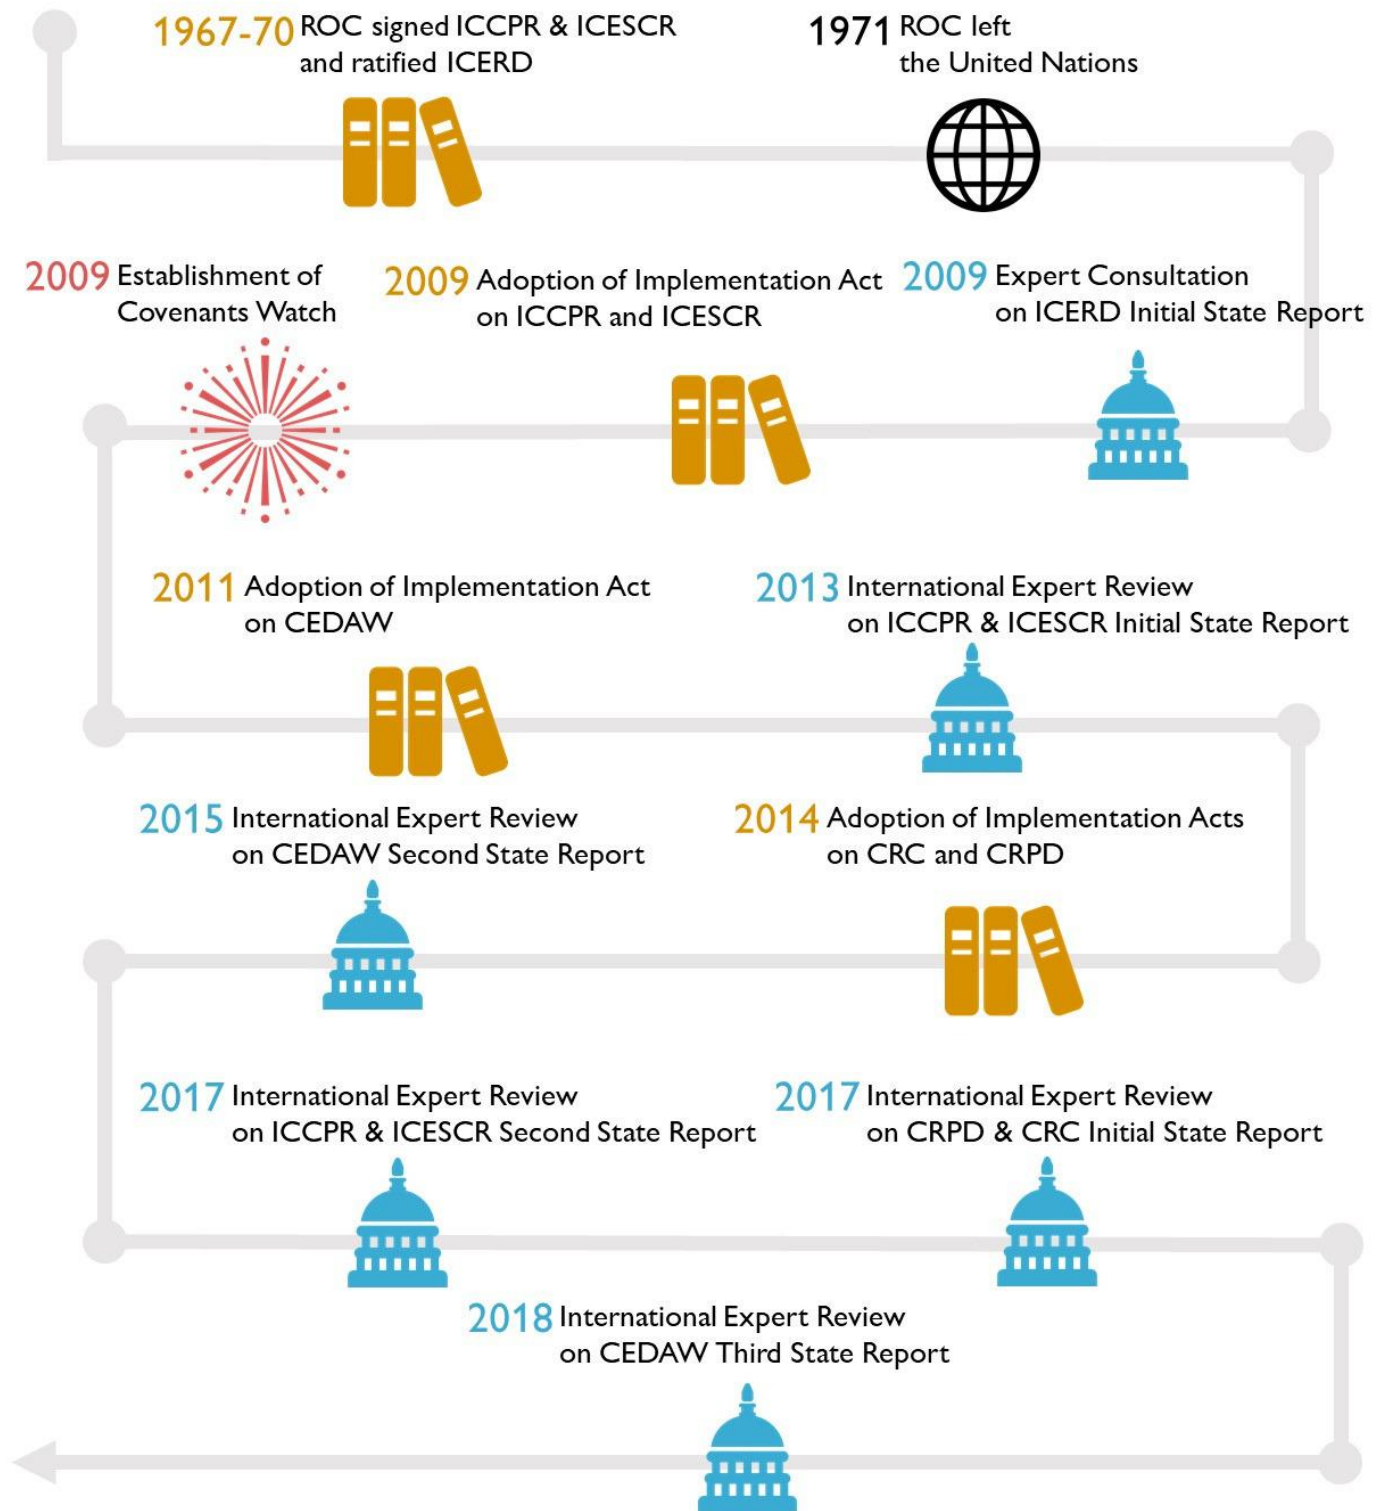 1967-70 ROC signed ICCPR & ICESCR
and ratified ICERD
1971 ROC left
the United Nations
2009 Establishment of
Covenants Watch
2009 Adoption of Implementation Act
on ICCPR and ICESCR
2009 Expert Consultation
on ICERD Initial State Report
2011 Adoption of Implementation Act
on CEDAW
2013 International Expert Review
on ICCPR & ICESCR Initial State Report
2015 International Expert Review
on CEDAW Second State Report
2014 Adoption of Implementation Acts
on CRC and CRPD
2017 International Expert Review
on ICCPR & ICESCR Second State Report
2017 International Expert Review
on CRPD & CRC Initial State Report
2018 International Expert Review
on CEDAW Third State Report